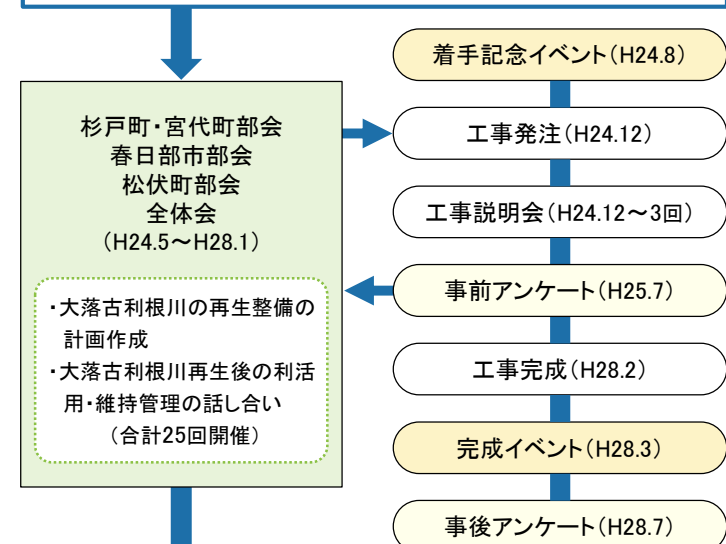 杉戸町・宮代町部会
春日部市部会
松伏町部会
全体会
(H24.5～H28.1)
・大落古利根川の再生整備の
計画作成
・大落古利根川再生後の利活
用・維持管理の話し合い
(合計25回開催)
着手記念イベント(H24.8)
工事発注(H24.12)
工事説明会(H24.12～3回)
事前アンケート(H25.7)
工事完成(H28.2)
完成イベント(H28.3)
事後アンケート(H28.7)